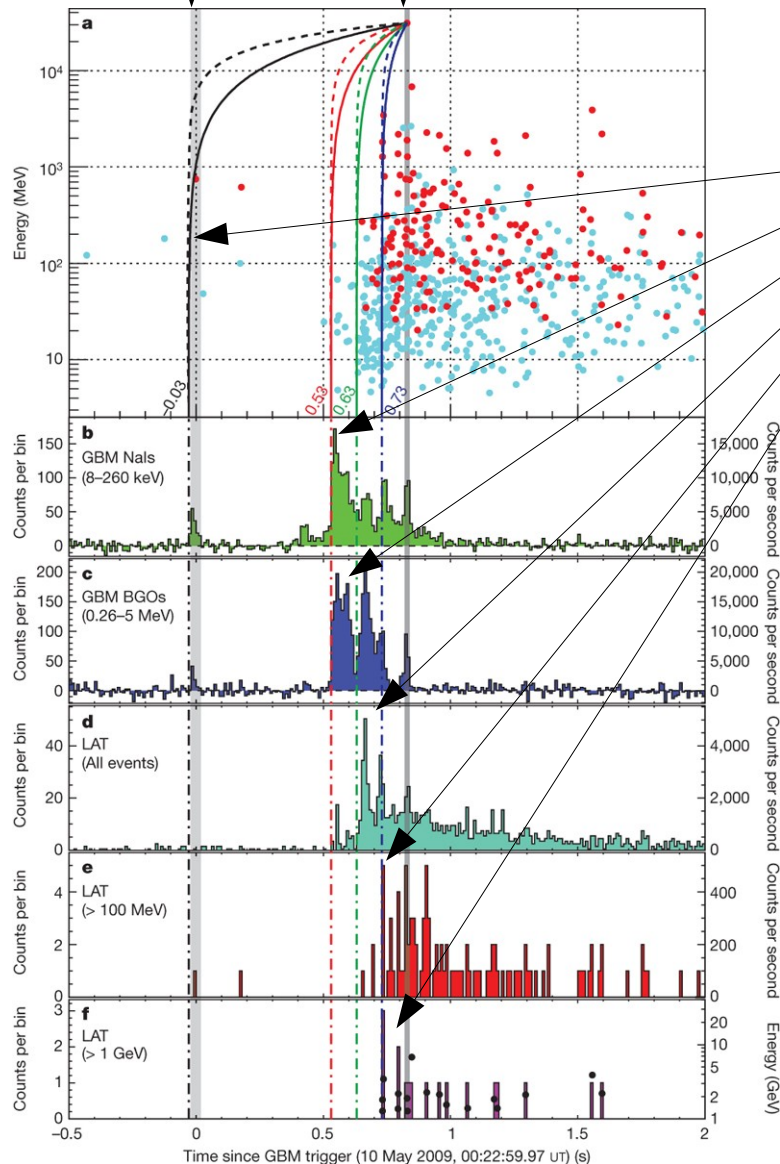 a
Energy (MeV)
10⁴
10³
10²
10
−0.03
0.53
0.63
0.73
b
GBM NaIs
(8–260 keV)
Counts per bin
150
100
50
0
15,000
10,000
5,000
0
Counts per second
c
GBM BGOs
(0.26–5 MeV)
Counts per bin
200
150
100
50
0
20,000
15,000
10,000
5,000
0
Counts per second
d
LAT
(All events)
Counts per bin
40
20
0
4,000
2,000
0
Counts per second
e
LAT
(> 100 MeV)
Counts per bin
4
2
0
400
200
0
Counts per second
f
LAT
(> 1 GeV)
Counts per bin
3
2
1
0
20
10
5
2
1
Energy (GeV)
−0.5
0
0.5
1
1.5
2
Time since GBM trigger (10 May 2009, 00:22:59.97 UT) (s)